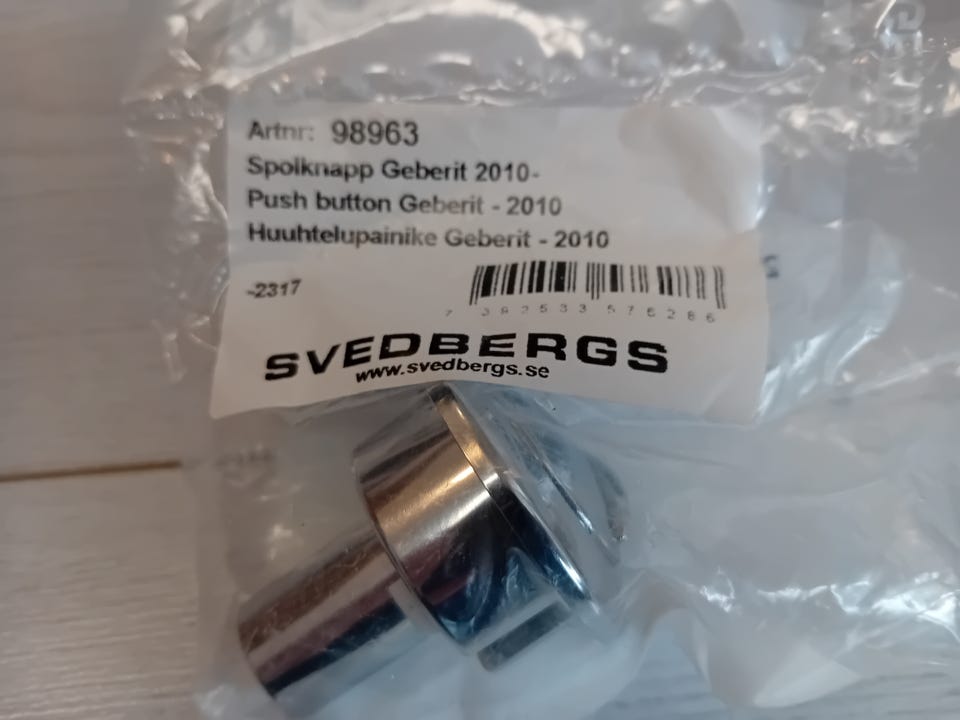 Artnr: 98963
Spolknapp Geberit 2010-
Push button Geberit - 2010
Huuhtelupainike Geberit - 2010
-2317
7 392533 576286
SVEDBERGS
www.svedbergs.se